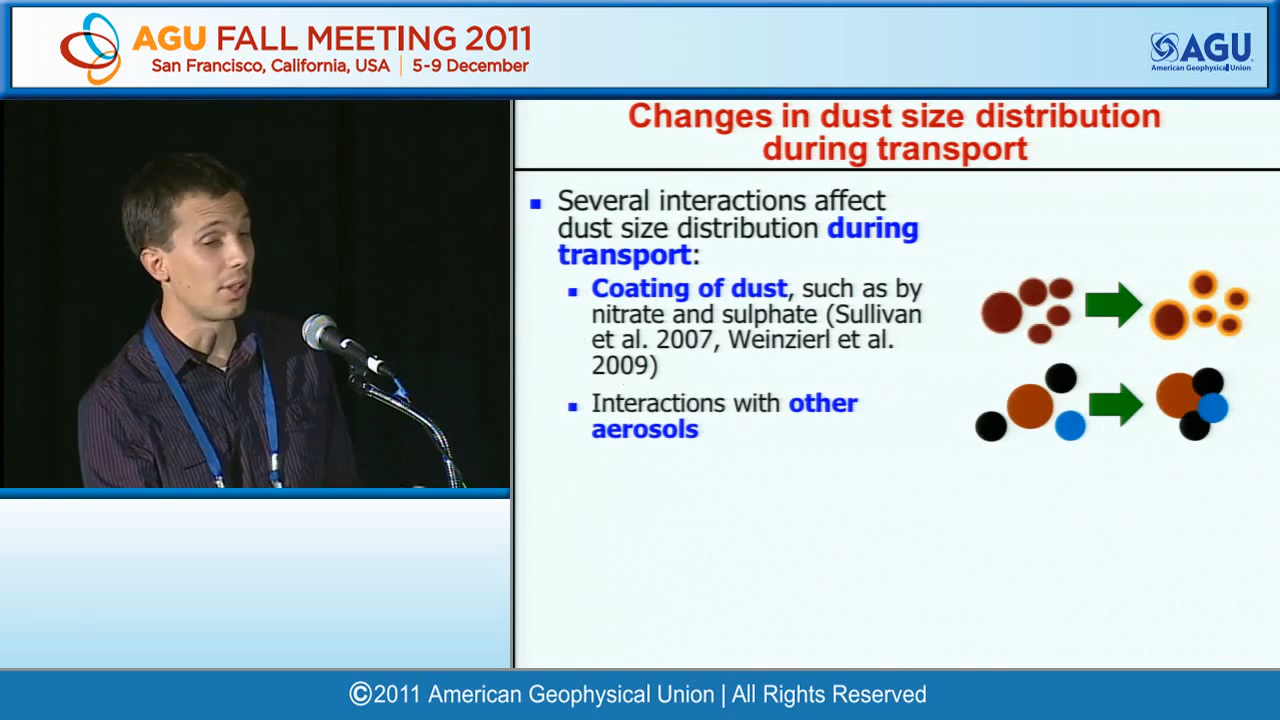 AGU FALL MEETING 2011
San Francisco, California, USA | 5-9 December
AGU
American Geophysical Union
Changes in dust size distribution
during transport
Several interactions affect
dust size distribution during
transport:
Coating of dust, such as by
nitrate and sulphate (Sullivan
et al. 2007, Weinzierl et al.
2009)
Interactions with other
aerosols
©2011 American Geophysical Union | All Rights Reserved